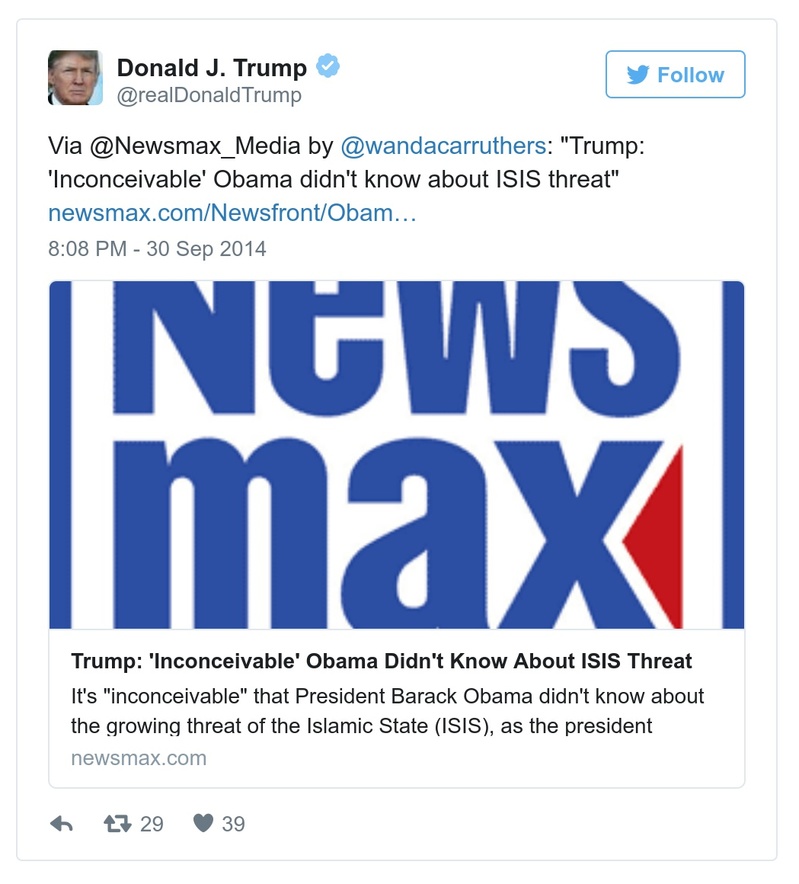 Donald J. Trump
@realDonaldTrump
Follow
Via @Newsmax_Media by @wandacarruthers: "Trump:
'Inconceivable' Obama didn't know about ISIS threat"
newsmax.com/Newsfront/Obam…
8:08 PM - 30 Sep 2014
News
max
Trump: 'Inconceivable' Obama Didn't Know About ISIS Threat
It's "inconceivable" that President Barack Obama didn't know about
the growing threat of the Islamic State (ISIS), as the president
newsmax.com
29 39